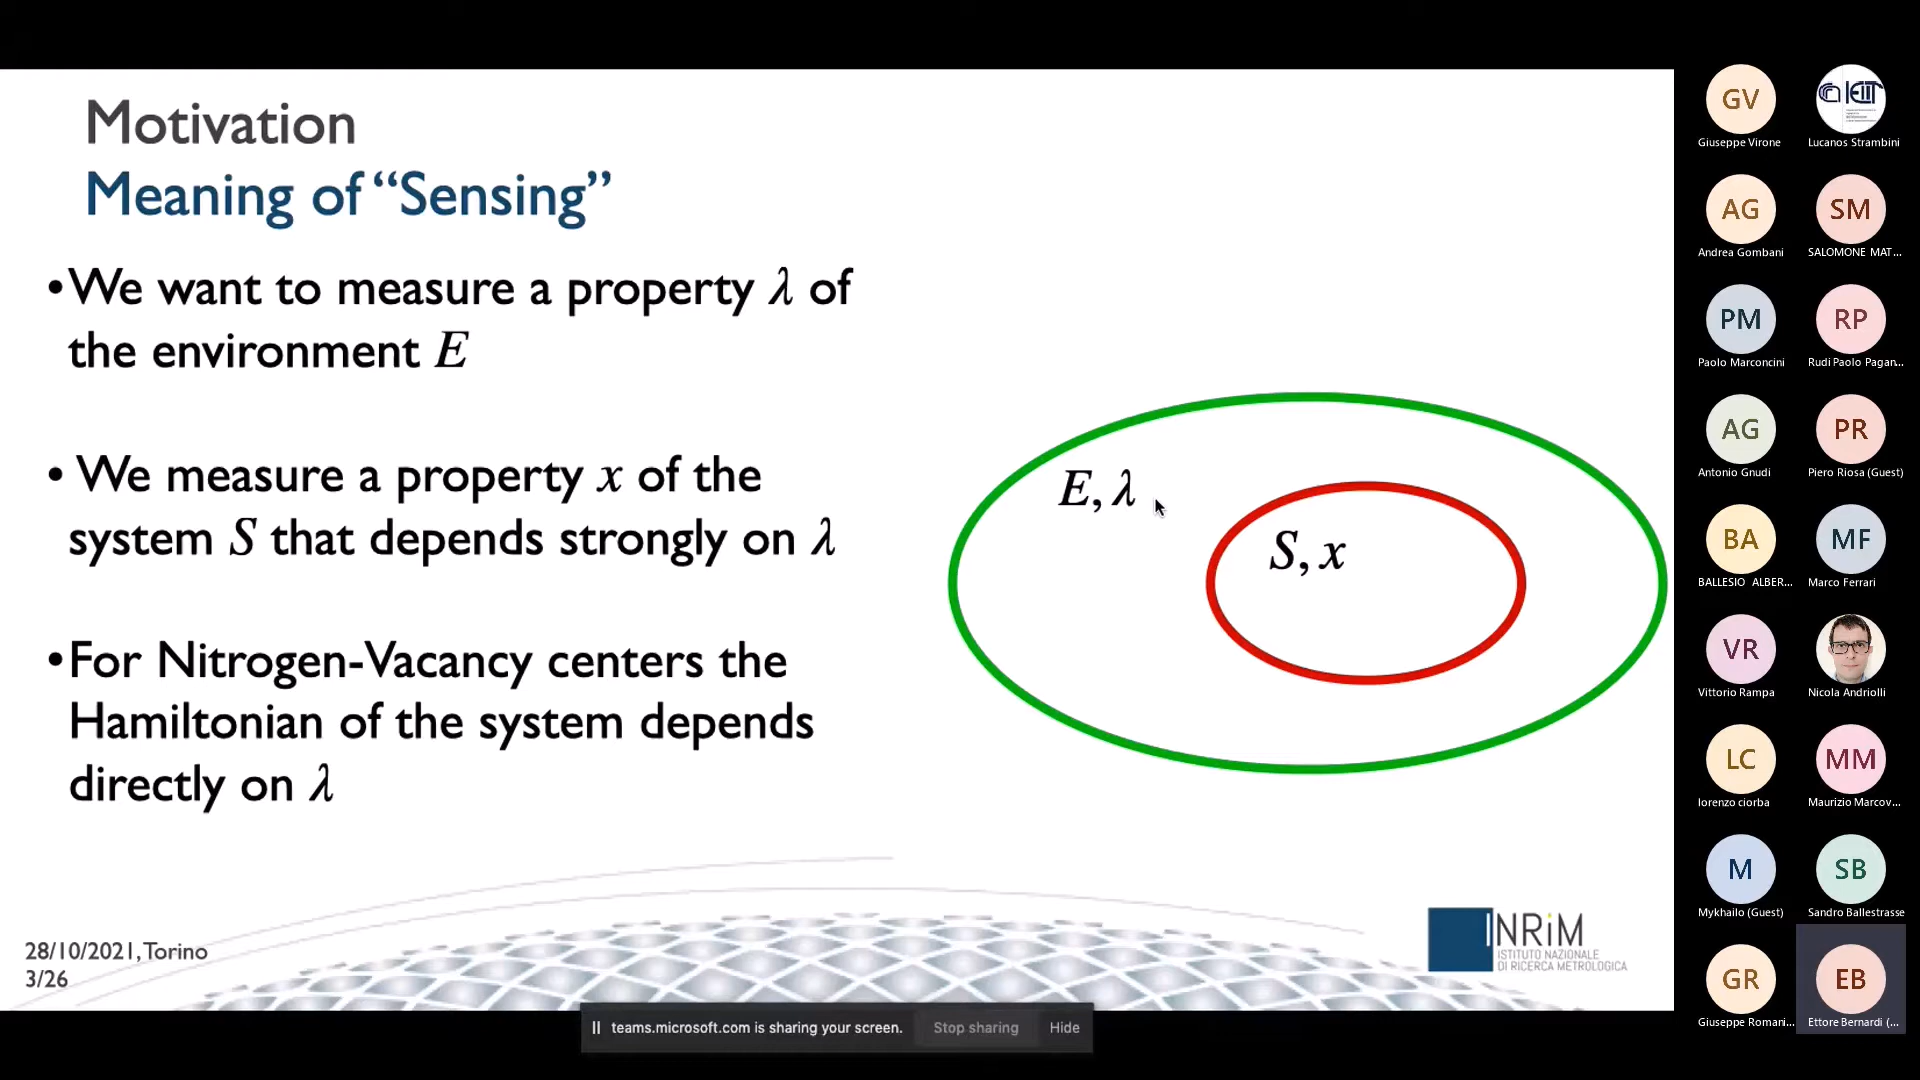 Motivation
Meaning of “Sensing”
•We want to measure a property λ of
the environment E
• We measure a property x of the
system S that depends strongly on λ
•For Nitrogen-Vacancy centers the
Hamiltonian of the system depends
directly on λ
E, λ
S, x
28/10/2021, Torino
3/26
INRiM
ISTITUTO NAZIONALE
DI RICERCA METROLOGICA
teams.microsoft.com is sharing your screen. Stop sharing Hide
GV
Giuseppe Virone
IEIIT
Lucanos Strambini
AG
Andrea Gombani
SM
SALOMONE MAT...
PM
Paolo Marconcini
RP
Rudi Paolo Pagan...
AG
Antonio Gnudi
PR
Piero Riosa (Guest)
BA
BALLESIO ALBER...
MF
Marco Ferrari
VR
Vittorio Rampa
Nicola Andriolli
LC
lorenzo ciorba
MM
Maurizio Marcov...
M
Mykhailo (Guest)
SB
Sandro Ballestrasse
GR
Giuseppe Romani...
EB
Ettore Bernardi (...